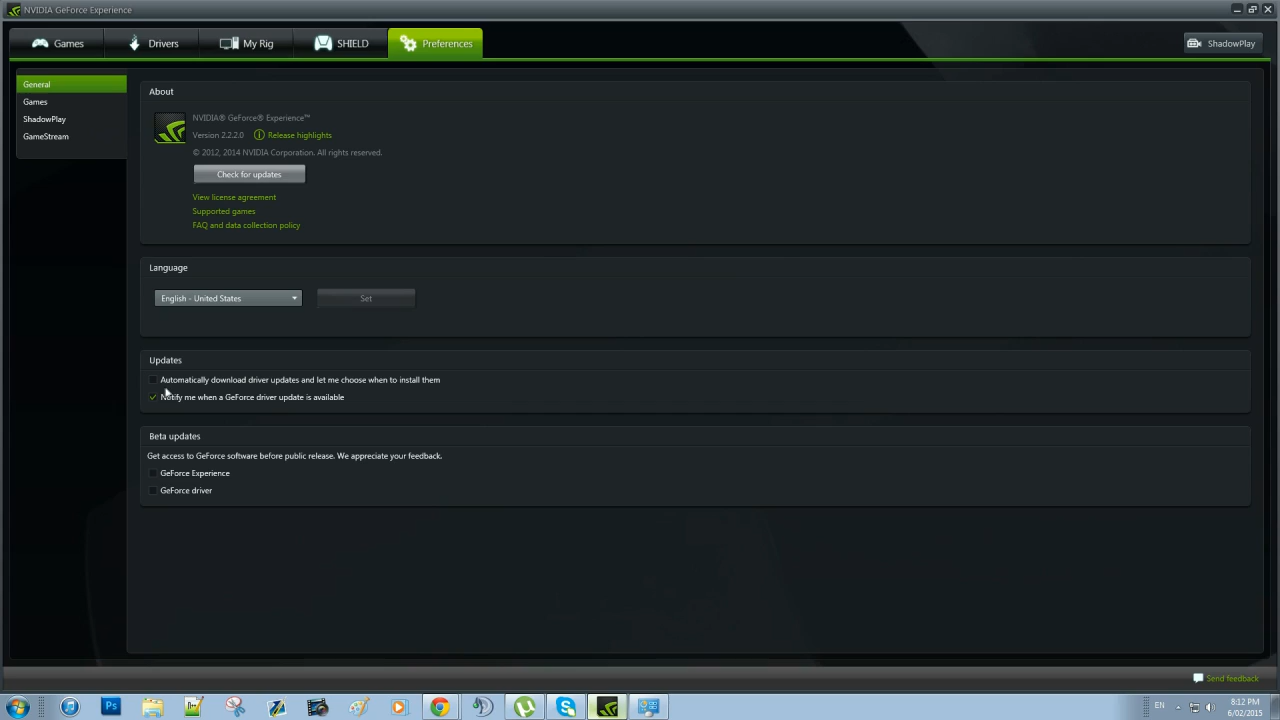 NVIDIA GeForce Experience
Games
Drivers
My Rig
SHIELD
Preferences
ShadowPlay
General
Games
ShadowPlay
GameStream
About
NVIDIA® GeForce® Experience™
Version 2.2.2.0 Release highlights
© 2012, 2014 NVIDIA Corporation. All rights reserved.
Check for updates
View license agreement
Supported games
FAQ and data collection policy
Language
English - United States
Set
Updates
Automatically download driver updates and let me choose when to install them
Notify me when a GeForce driver update is available
Beta updates
Get access to GeForce software before public release. We appreciate your feedback.
GeForce Experience
GeForce driver
Send feedback
Ps
EN
8:12 PM
6/02/2015